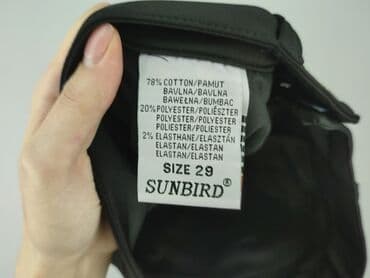 78% COTTON/PAMUT
BAVLNA/BAVLNA
BAWEŁNA/BUMBAC
20%POLYESTER/POLIÉSZTER
POLYESTER/POLYESTER
POLIESTER/POLIESTER
2% ELASTHANE/ELASZTÁN
ELASTAN/ELASTAN
ELASTAN/ELASTAN
SIZE 29
SUNBIRD®